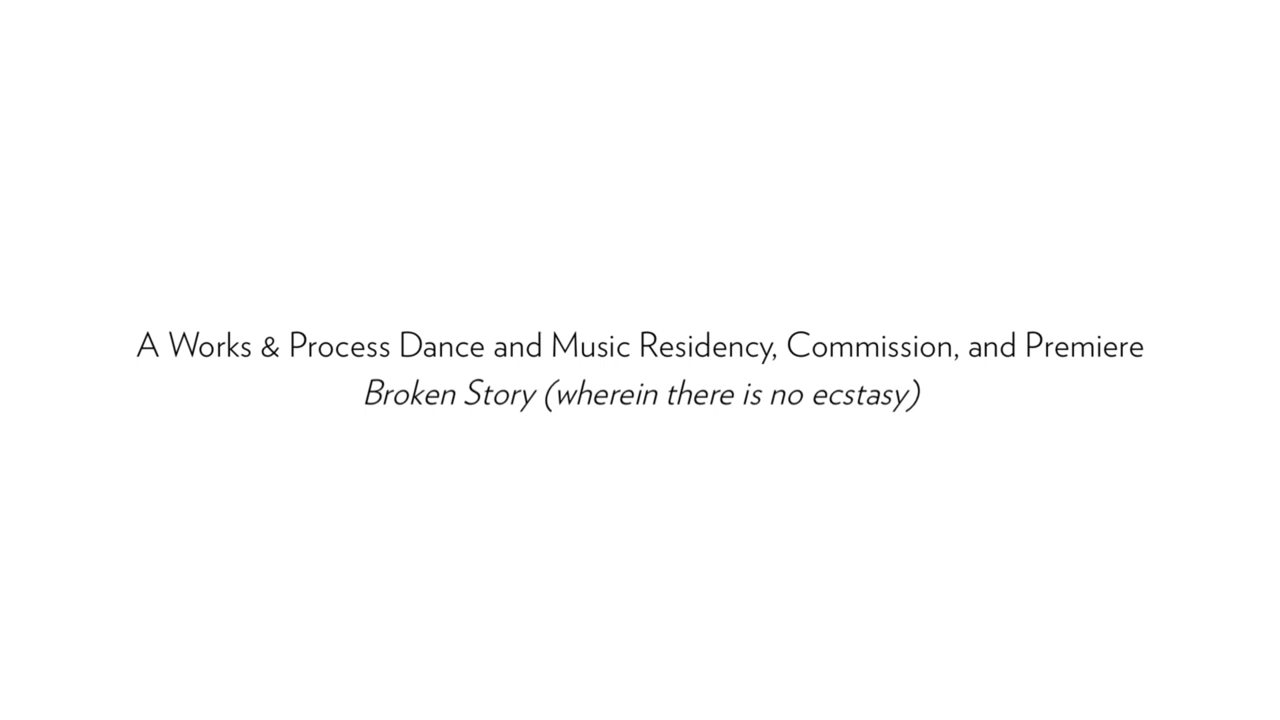 A Works & Process Dance and Music Residency, Commission, and Premiere
Broken Story (wherein there is no ecstasy)